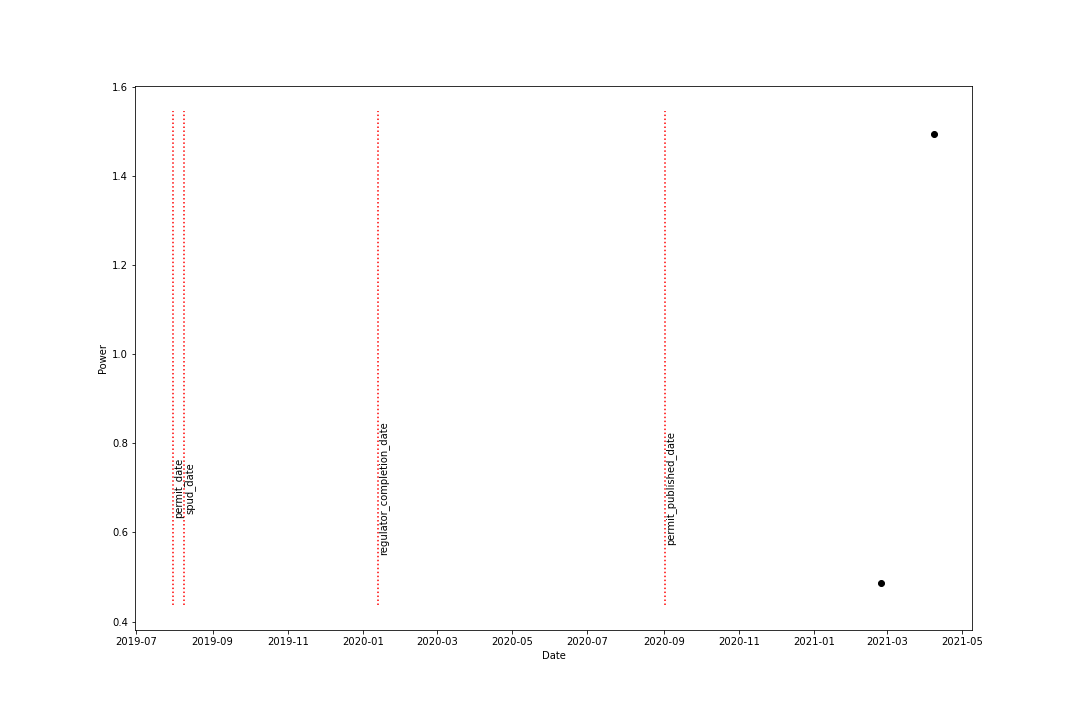 1.6
1.4
1.2
1.0
0.8
0.6
0.4
Power
permit_date
spud_date
regulator_completion_date
permit_published_date
2019-07 2019-09 2019-11 2020-01 2020-03 2020-05 2020-07 2020-09 2020-11 2021-01 2021-03 2021-05
Date